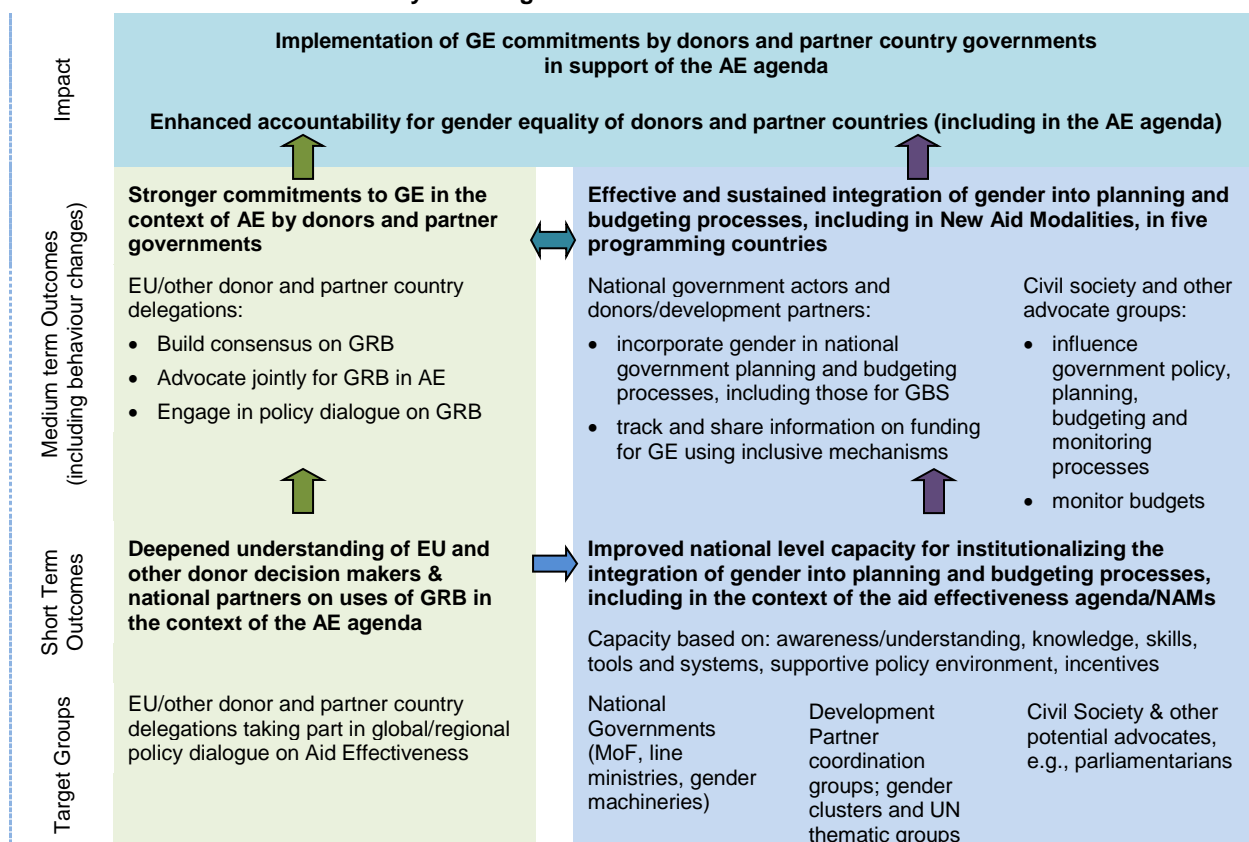 Implementation of GE commitments by donors and partner country governments
in support of the AE agenda
Enhanced accountability for gender equality of donors and partner countries (including in the AE agenda)
Impact
Stronger commitments to GE in the
context of AE by donors and partner
governments
EU/other donor and partner country
delegations:
• Build consensus on GRB
• Advocate jointly for GRB in AE
• Engage in policy dialogue on GRB
Effective and sustained integration of gender into planning and
budgeting processes, including in New Aid Modalities, in five
programming countries
National government actors and
donors/development partners:
• incorporate gender in national
government planning and budgeting
processes, including those for GBS
• track and share information on funding
for GE using inclusive mechanisms
Civil society and other
advocate groups:
• influence
government policy,
planning,
budgeting and
monitoring
processes
• monitor budgets
Medium term Outcomes
(including behaviour changes)
Deepened understanding of EU and
other donor decision makers &
national partners on uses of GRB in
the context of the AE agenda
Improved national level capacity for institutionalizing the
integration of gender into planning and budgeting processes,
including in the context of the aid effectiveness agenda/NAMs
Capacity based on: awareness/understanding, knowledge, skills,
tools and systems, supportive policy environment, incentives
Short Term
Outcomes
EU/other donor and partner country
delegations taking part in global/regional
policy dialogue on Aid Effectiveness
National
Governments
(MoF, line
ministries, gender
machineries)
Development
Partner
coordination
groups; gender
clusters and UN
thematic groups
Civil Society & other
potential advocates,
e.g., parliamentarians
Target Groups